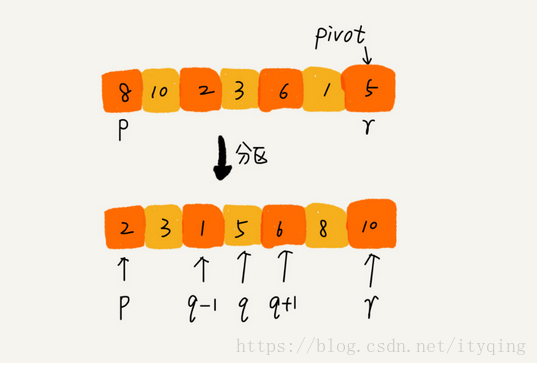 pivot
8 10 2 3 6 1 5
p r
分区
2 3 1 5 6 8 10
p q-1 q q+1 r
https://blog.csdn.net/ityqing